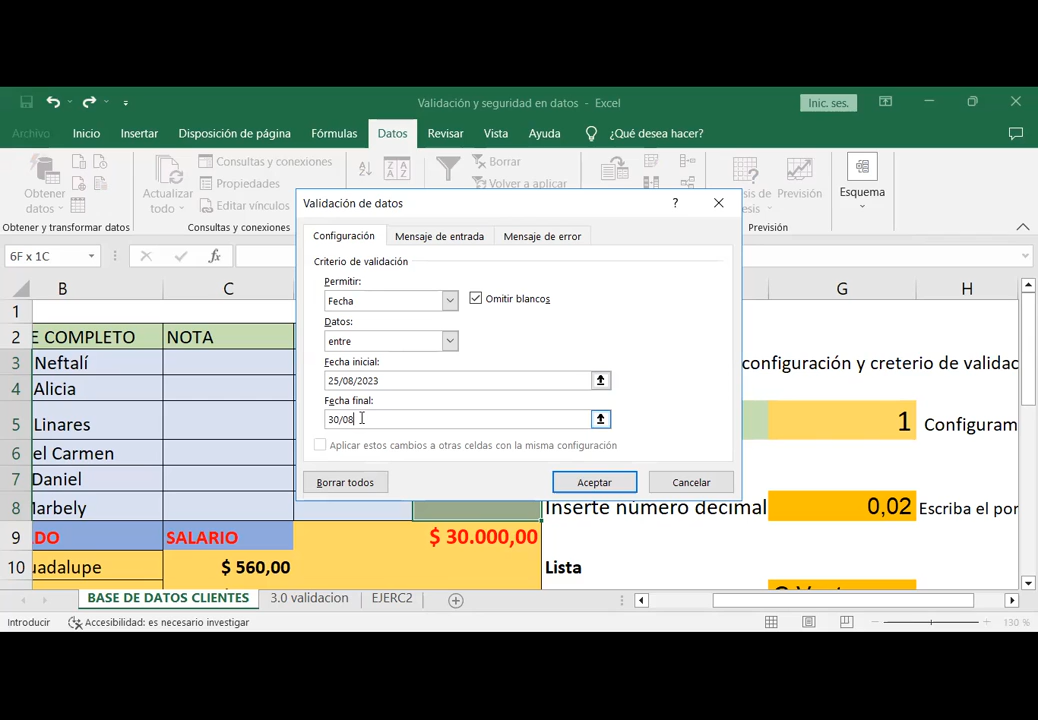 Validación y seguridad en datos - Excel
Inic. ses.
Archivo Inicio Insertar Disposición de página Fórmulas Datos Revisar Vista Ayuda ¿Qué desea hacer?
Obtener datos
Consultas y conexiones
Propiedades
Editar vínculos
Actualizar todo
Borrar
Volver a aplicar
Previsión
Esquema
Obtener y transformar datos
Consultas y conexiones
Previsión
Validación de datos
?
Configuración Mensaje de entrada Mensaje de error
Criterio de validación
Permitir:
Fecha
Omitir blancos
Datos:
entre
Fecha inicial:
25/08/2023
Fecha final:
30/08
Aplicar estos cambios a otras celdas con la misma configuración
Borrar todos Aceptar Cancelar
6F x 1C
fx
B C G H
1
2 E COMPLETO NOTA
3 Neftalí configuración y creterio de validac
4 Alicia
5 Linares 1 Configuram
6 el Carmen
7 Daniel
8 Marbely Inserte número decimal 0,02 Escriba el por
9 DO SALARIO $ 30.000,00
10 uadalupe $ 560,00 Lista
BASE DE DATOS CLIENTES 3.0 validacion EJERC2
Introducir Accesibilidad: es necesario investigar 130 %